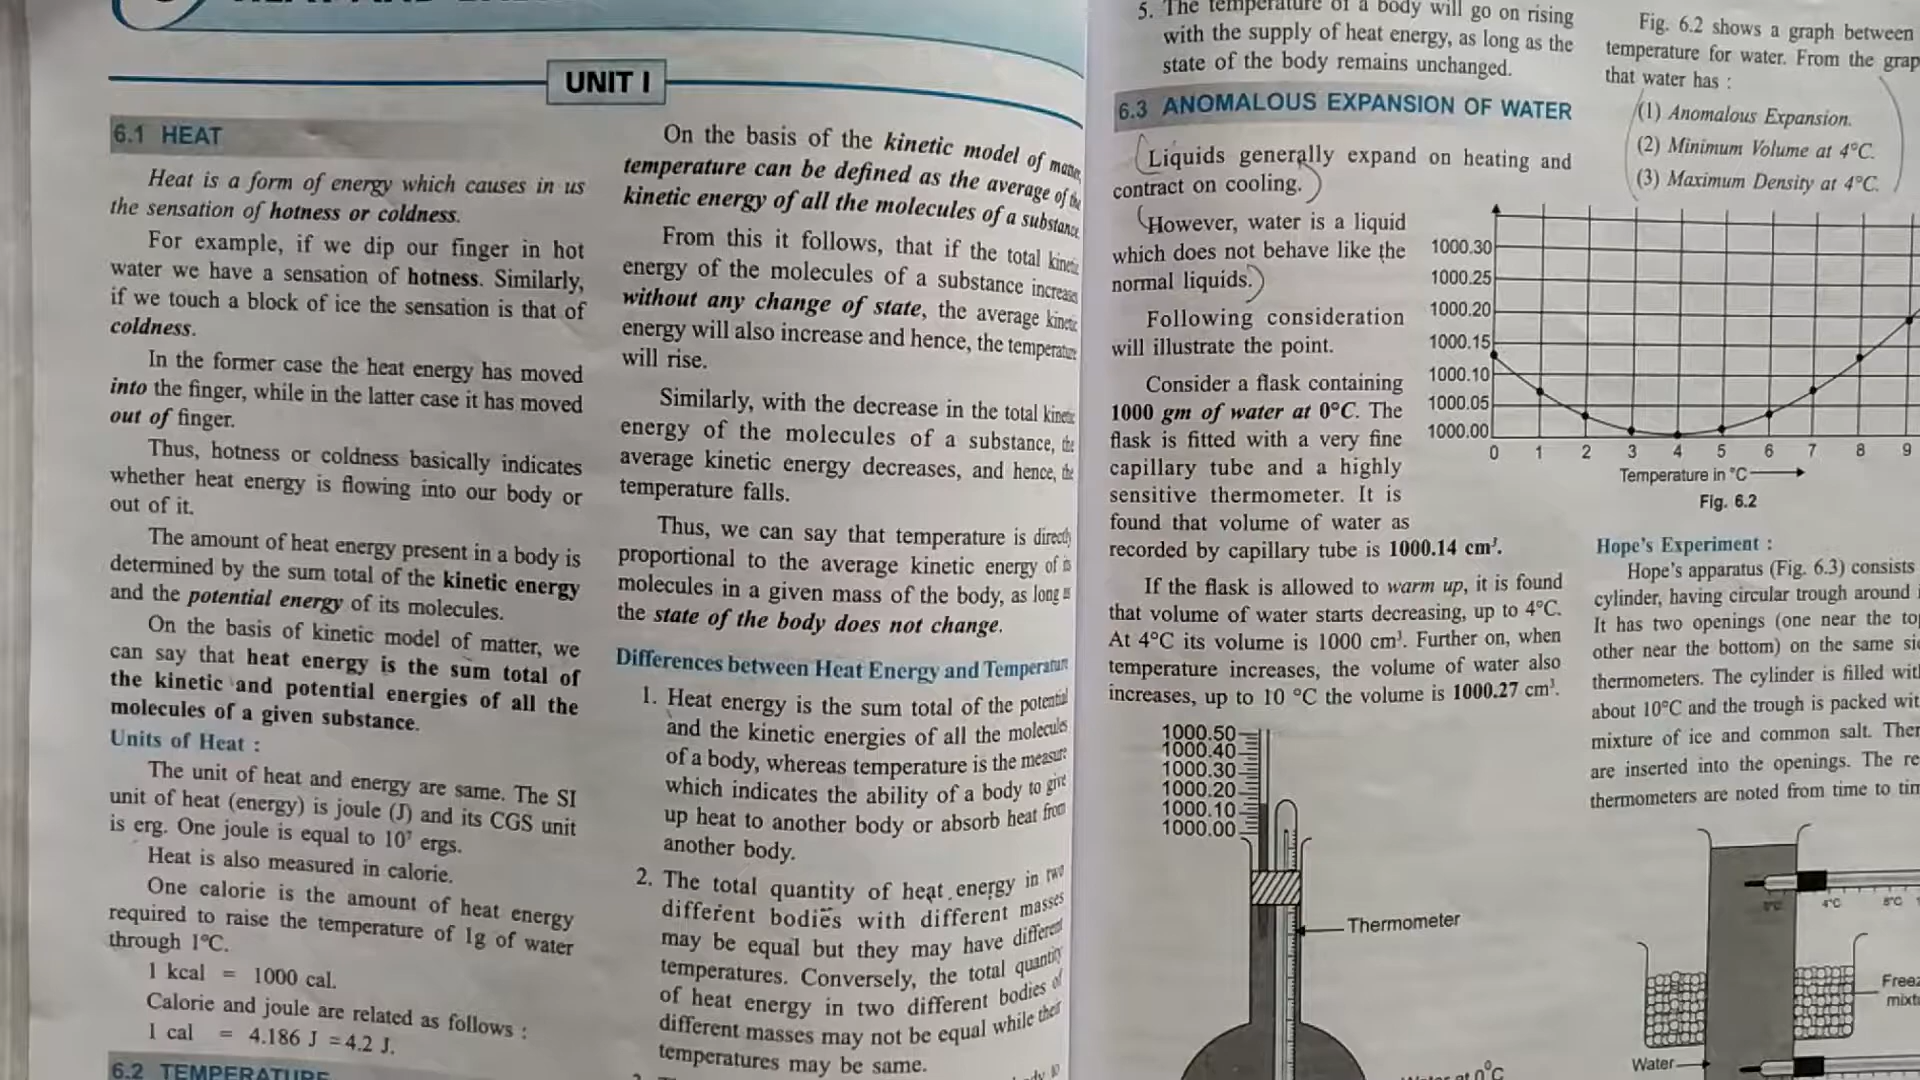 UNIT I
6.1 HEAT
Heat is a form of energy which causes in us
the sensation of hotness or coldness.
For example, if we dip our finger in hot
water we have a sensation of hotness. Similarly,
if we touch a block of ice the sensation is that of
coldness.
In the former case the heat energy has moved
into the finger, while in the latter case it has moved
out of finger.
Thus, hotness or coldness basically indicates
whether heat energy is flowing into our body or
out of it.
The amount of heat energy present in a body is
determined by the sum total of the kinetic energy
and the potential energy of its molecules.
On the basis of kinetic model of matter, we
can say that heat energy is the sum total of
the kinetic and potential energies of all the
molecules of a given substance.
Units of Heat :
The unit of heat and energy are same. The SI
unit of heat (energy) is joule (J) and its CGS unit
is erg. One joule is equal to 10⁷ ergs.
Heat is also measured in calorie.
One calorie is the amount of heat energy
required to raise the temperature of 1g of water
through 1°C.
1 kcal = 1000 cal.
Calorie and joule are related as follows :
1 cal = 4.186 J = 4.2 J.
6.2 TEMPERATURE
On the basis of the kinetic model of matter,
temperature can be defined as the average of the
kinetic energy of all the molecules of a substance.
From this it follows, that if the total kinetic
energy of the molecules of a substance increases
without any change of state, the average kinetic
energy will also increase and hence, the temperature
will rise.
Similarly, with the decrease in the total kinetic
energy of the molecules of a substance, the
average kinetic energy decreases, and hence, the
temperature falls.
Thus, we can say that temperature is directly
proportional to the average kinetic energy of its
molecules in a given mass of the body, as long as
the state of the body does not change.
Differences between Heat Energy and Temperature
1. Heat energy is the sum total of the potential
and the kinetic energies of all the molecules
of a body, whereas temperature is the measure
which indicates the ability of a body to give
up heat to another body or absorb heat from
another body.
2. The total quantity of heat energy in two
different bodies with different masses
may be equal but they may have different
temperatures. Conversely, the total quantity
of heat energy in two different bodies of
different masses may not be equal while their
temperatures may be same.
5. The temperature of a body will go on rising
with the supply of heat energy, as long as the
state of the body remains unchanged.
6.3 ANOMALOUS EXPANSION OF WATER
Liquids generally expand on heating and
contract on cooling.
However, water is a liquid
which does not behave like the
normal liquids.
Following consideration
will illustrate the point.
Consider a flask containing
1000 gm of water at 0°C. The
flask is fitted with a very fine
capillary tube and a highly
sensitive thermometer. It is
found that volume of water as
recorded by capillary tube is 1000.14 cm³.
If the flask is allowed to warm up, it is found
that volume of water starts decreasing, up to 4°C.
At 4°C its volume is 1000 cm³. Further on, when
temperature increases, the volume of water also
increases, up to 10 °C the volume is 1000.27 cm³.
1000.50
1000.40
1000.30
1000.20
1000.10
1000.00
Thermometer
Fig. 6.2 shows a graph between
temperature for water. From the
that water has :
(1) Anomalous Expansion.
(2) Minimum Volume at 4°C.
(3) Maximum Density at 4°C.
1000.30
1000.25
1000.20
1000.15
1000.10
1000.05
1000.00
0 1 2 3 4 5 6 7 8 9
Temperature in °C
Fig. 6.2
Hope's Experiment :
Hope's apparatus (Fig. 6.3) consists
cylinder, having circular trough around
It has two openings (one near the
other near the bottom) on the same
thermometers. The cylinder is filled
about 10°C and the trough is packed
mixture of ice and common salt.
are inserted into the openings. The
thermometers are noted from time to
4°C 8°C
Water